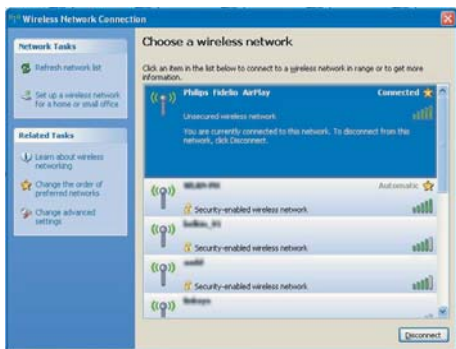 Wireless Network Connection
Network Tasks
Refresh network list
Set up a wireless network
for a home or small office
Related Tasks
Learn about wireless
networking
Change the order of
preferred networks
Change advanced
settings
Choose a wireless network
Click an item in the list below to connect to a wireless network in range or to get more
information.
Philips Fidelio AirPlay Connected
Unsecured wireless network
You are currently connected to this network. To disconnect from this
network, click Disconnect.
Automatic
Security-enabled wireless network
Security-enabled wireless network
Security-enabled wireless network
Disconnect